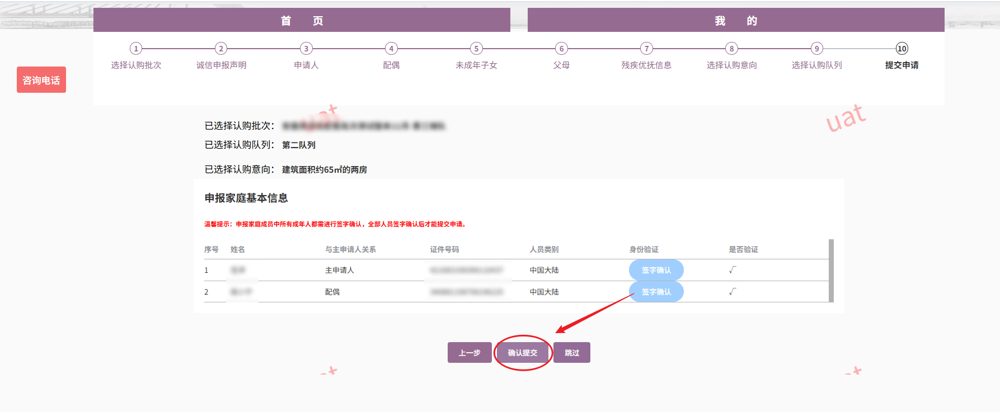 首 页
我 的
1 2 3 4 5 6 7 8 9 10
选择认购批次 诚信申报声明 申请人 配偶 未成年子女 父母 残疾优抚信息 选择认购意向 选择认购队列 提交申请
咨询电话
uat
uat
已选择认购批次：
已选择认购队列： 第二队列
已选择认购意向： 建筑面积约65㎡的两房
申报家庭基本信息
温馨提示：申报家庭成员中所有成年人都需进行签字确认，全部人员签字确认后才能提交申请。
序号 姓名 与主申请人关系 证件号码 人员类别 身份验证 是否验证
1 主申请人 中国大陆 签字确认 √
2 配偶 中国大陆 签字确认 √
上一步 确认提交 跳过